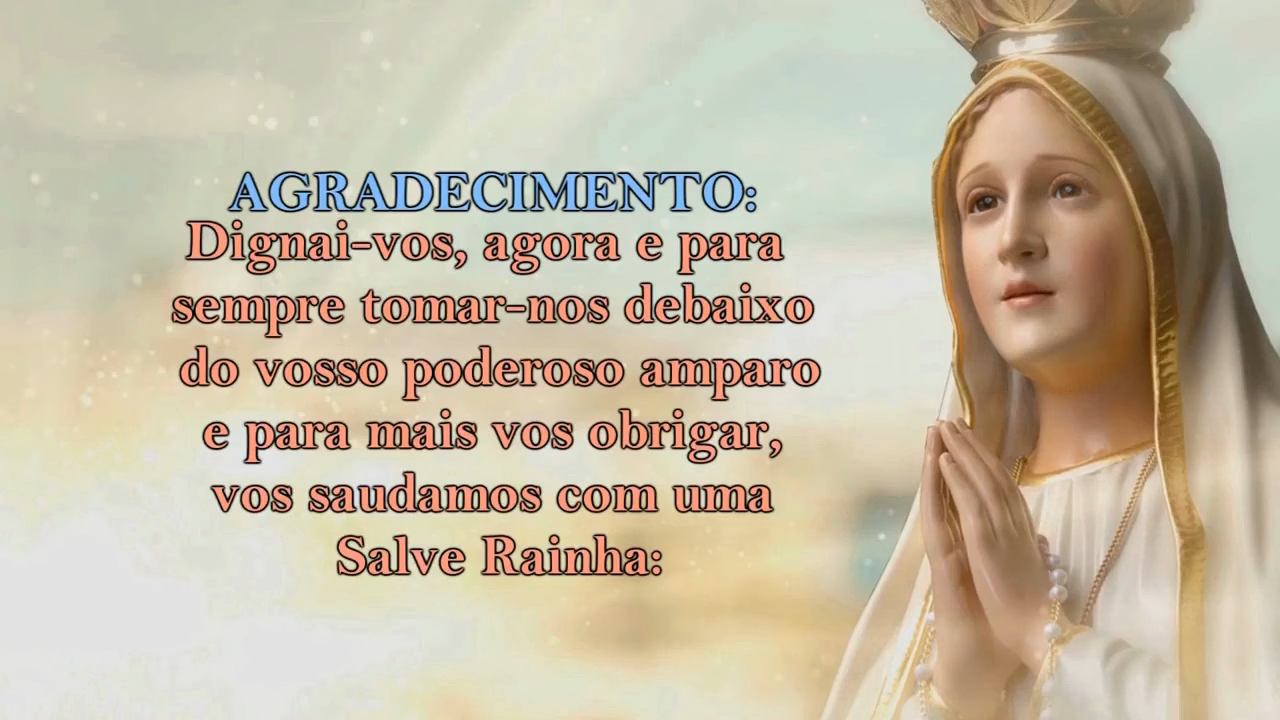 AGRADECIMENTO:
Dignai-vos, agora e para
sempre tomar-nos debaixo
do vosso poderoso amparo
e para mais vos obrigar,
vos saudamos com uma
Salve Rainha: